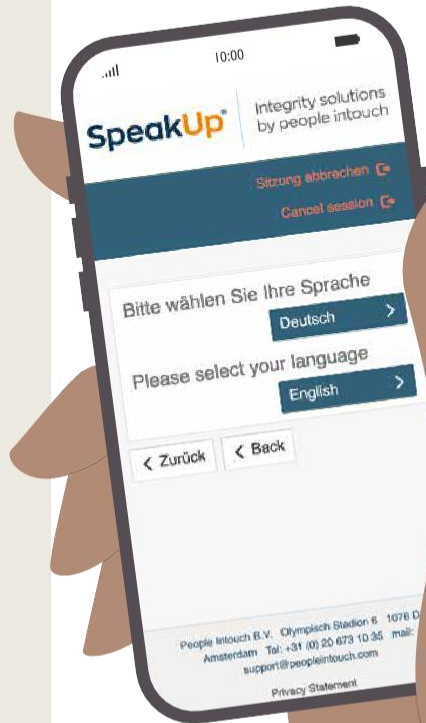 10:00
SpeakUp®
Integrity solutions
by people intouch
Sitzung abbrechen
Cancel session
Bitte wählen Sie Ihre Sprache
Deutsch
Please select your language
English
< Zurück
< Back
People Intouch B.V. Olympisch Stadion 6 1076 D
Amsterdam Tel: +31 (0) 20 673 10 35 mail:
support@peopleintouch.com
Privacy Statement